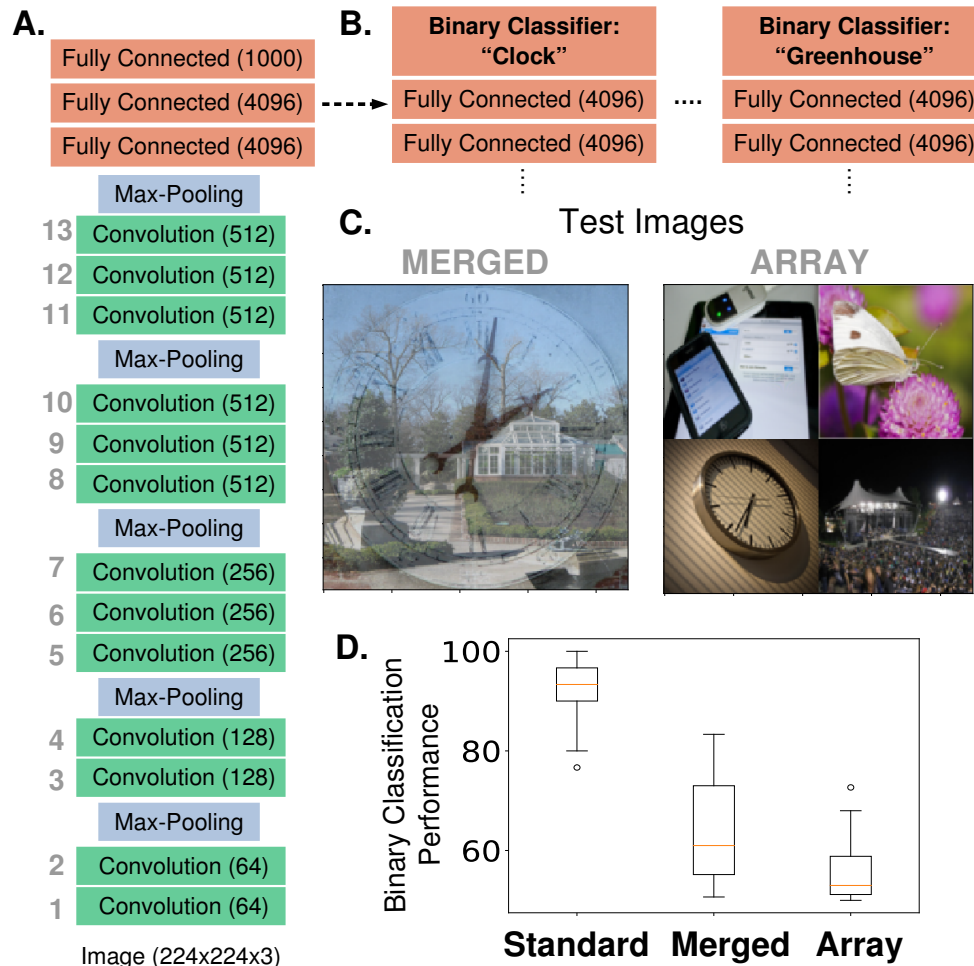 A.
Fully Connected (1000)
Fully Connected (4096)
Fully Connected (4096)
Max-Pooling
13 Convolution (512)
12 Convolution (512)
11 Convolution (512)
Max-Pooling
10 Convolution (512)
9 Convolution (512)
8 Convolution (512)
Max-Pooling
7 Convolution (256)
6 Convolution (256)
5 Convolution (256)
Max-Pooling
4 Convolution (128)
3 Convolution (128)
Max-Pooling
2 Convolution (64)
1 Convolution (64)
Image (224x224x3)
B.
Binary Classifier:
“Clock”
Fully Connected (4096)
Fully Connected (4096)
....
Binary Classifier:
“Greenhouse”
Fully Connected (4096)
Fully Connected (4096)
C.
Test Images
MERGED
ARRAY
D.
Binary Classification
Performance
100
80
60
Standard
Merged
Array